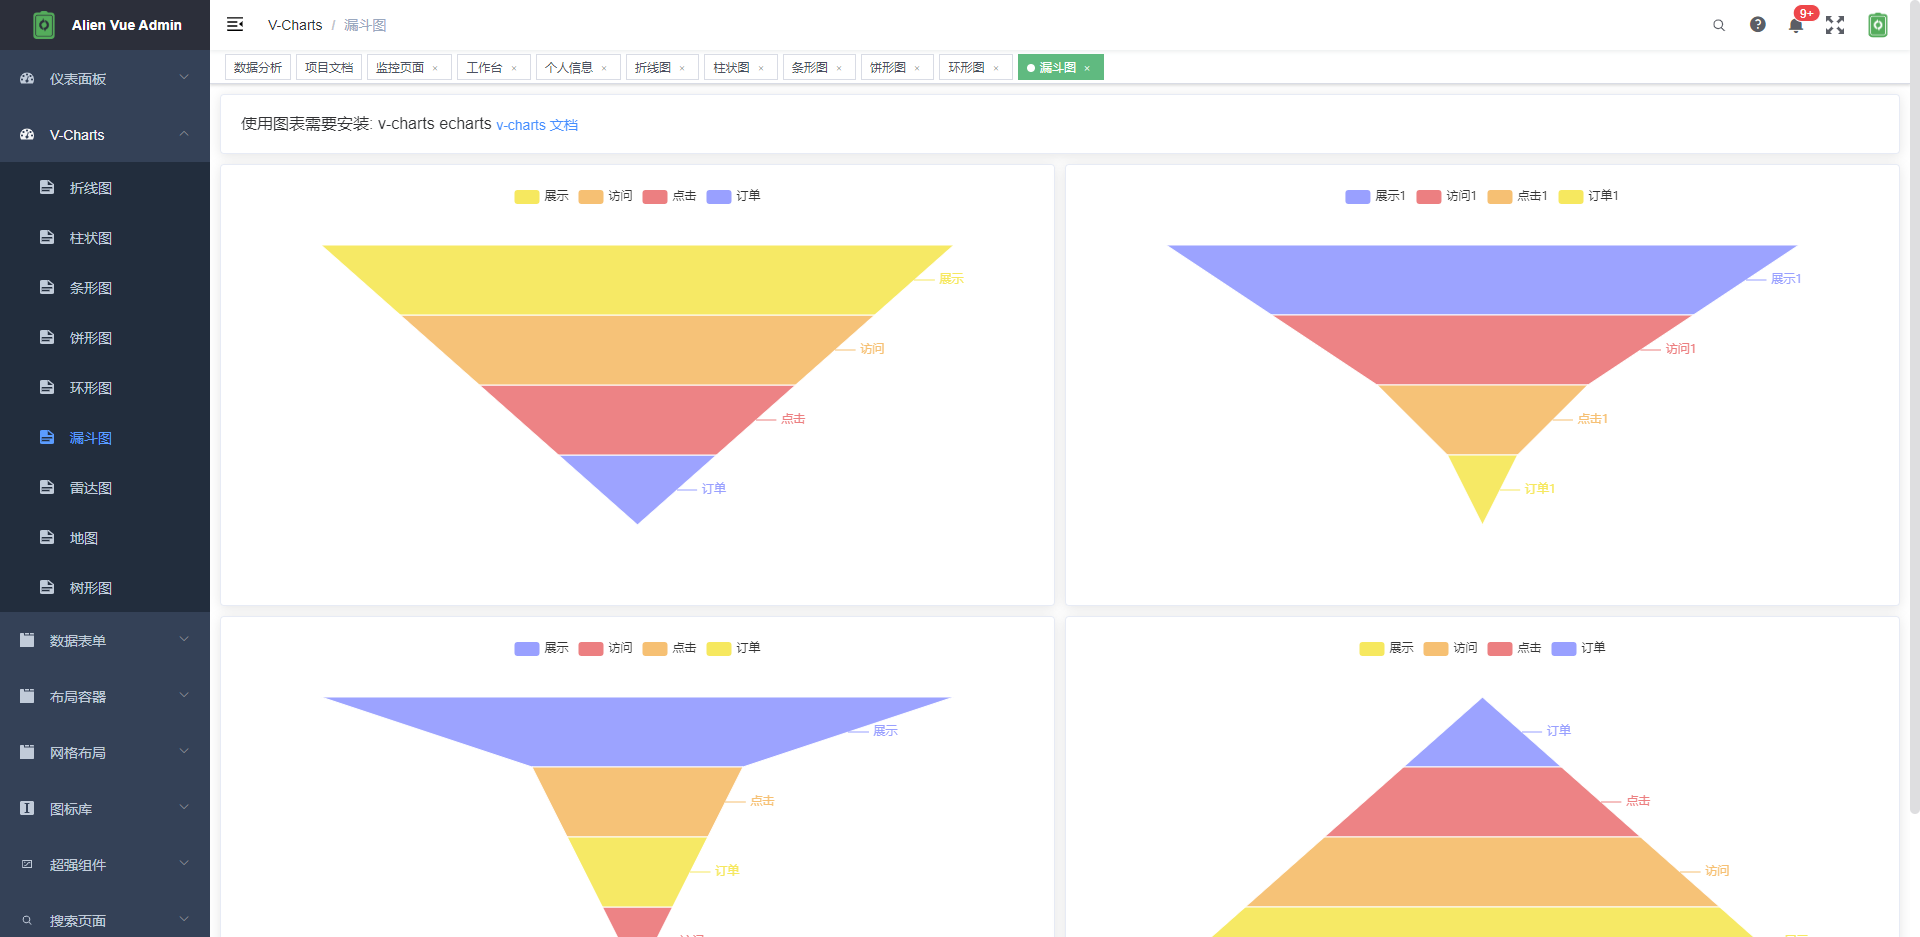 Alien Vue Admin
V-Charts / 漏斗图
9+
数据分析 项目文档 监控页面 × 工作台 × 个人信息 × 折线图 × 柱状图 × 条形图 × 饼形图 × 环形图 × 漏斗图 ×
仪表面板
V-Charts
折线图
柱状图
条形图
饼形图
环形图
漏斗图
雷达图
地图
树形图
数据表单
布局容器
网格布局
图标库
超强组件
搜索页面
使用图表需要安装: v-charts echarts v-charts 文档
展示 访问 点击 订单
展示
访问
点击
订单
展示1 访问1 点击1 订单1
展示1
访问1
点击1
订单1
展示 访问 点击 订单
展示
点击
订单
访问
展示 访问 点击 订单
订单
点击
访问
展示